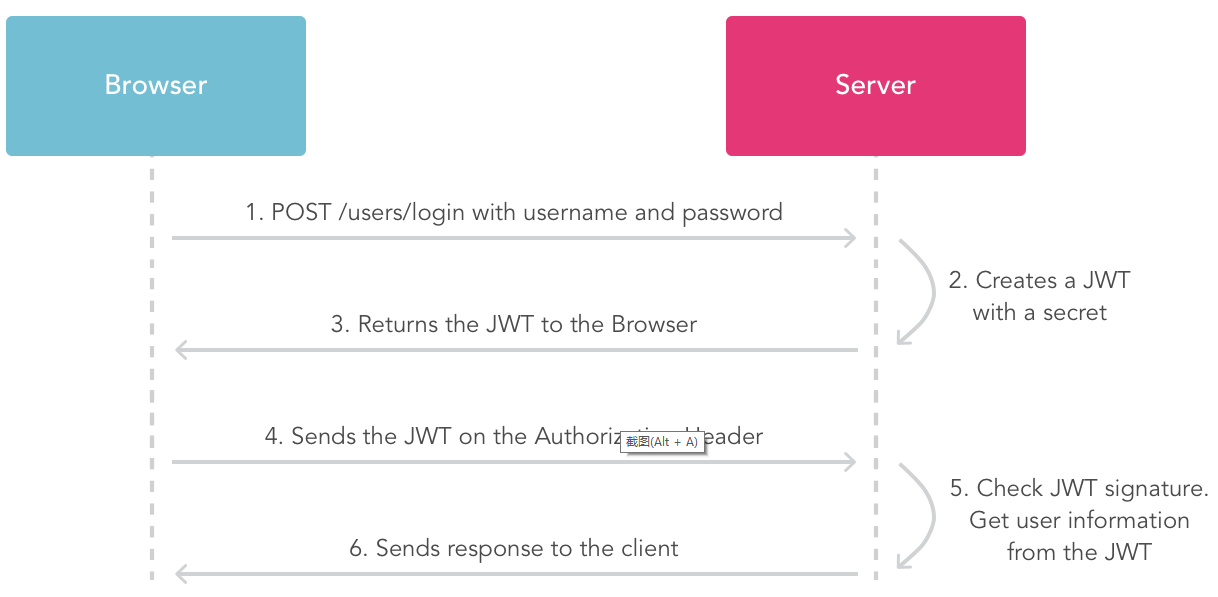 Browser
Server
1. POST /users/login with username and password
2. Creates a JWT
with a secret
3. Returns the JWT to the Browser
4. Sends the JWT on the Header
截图(Alt + A)
5. Check JWT signature.
Get user information
from the JWT
6. Sends response to the client